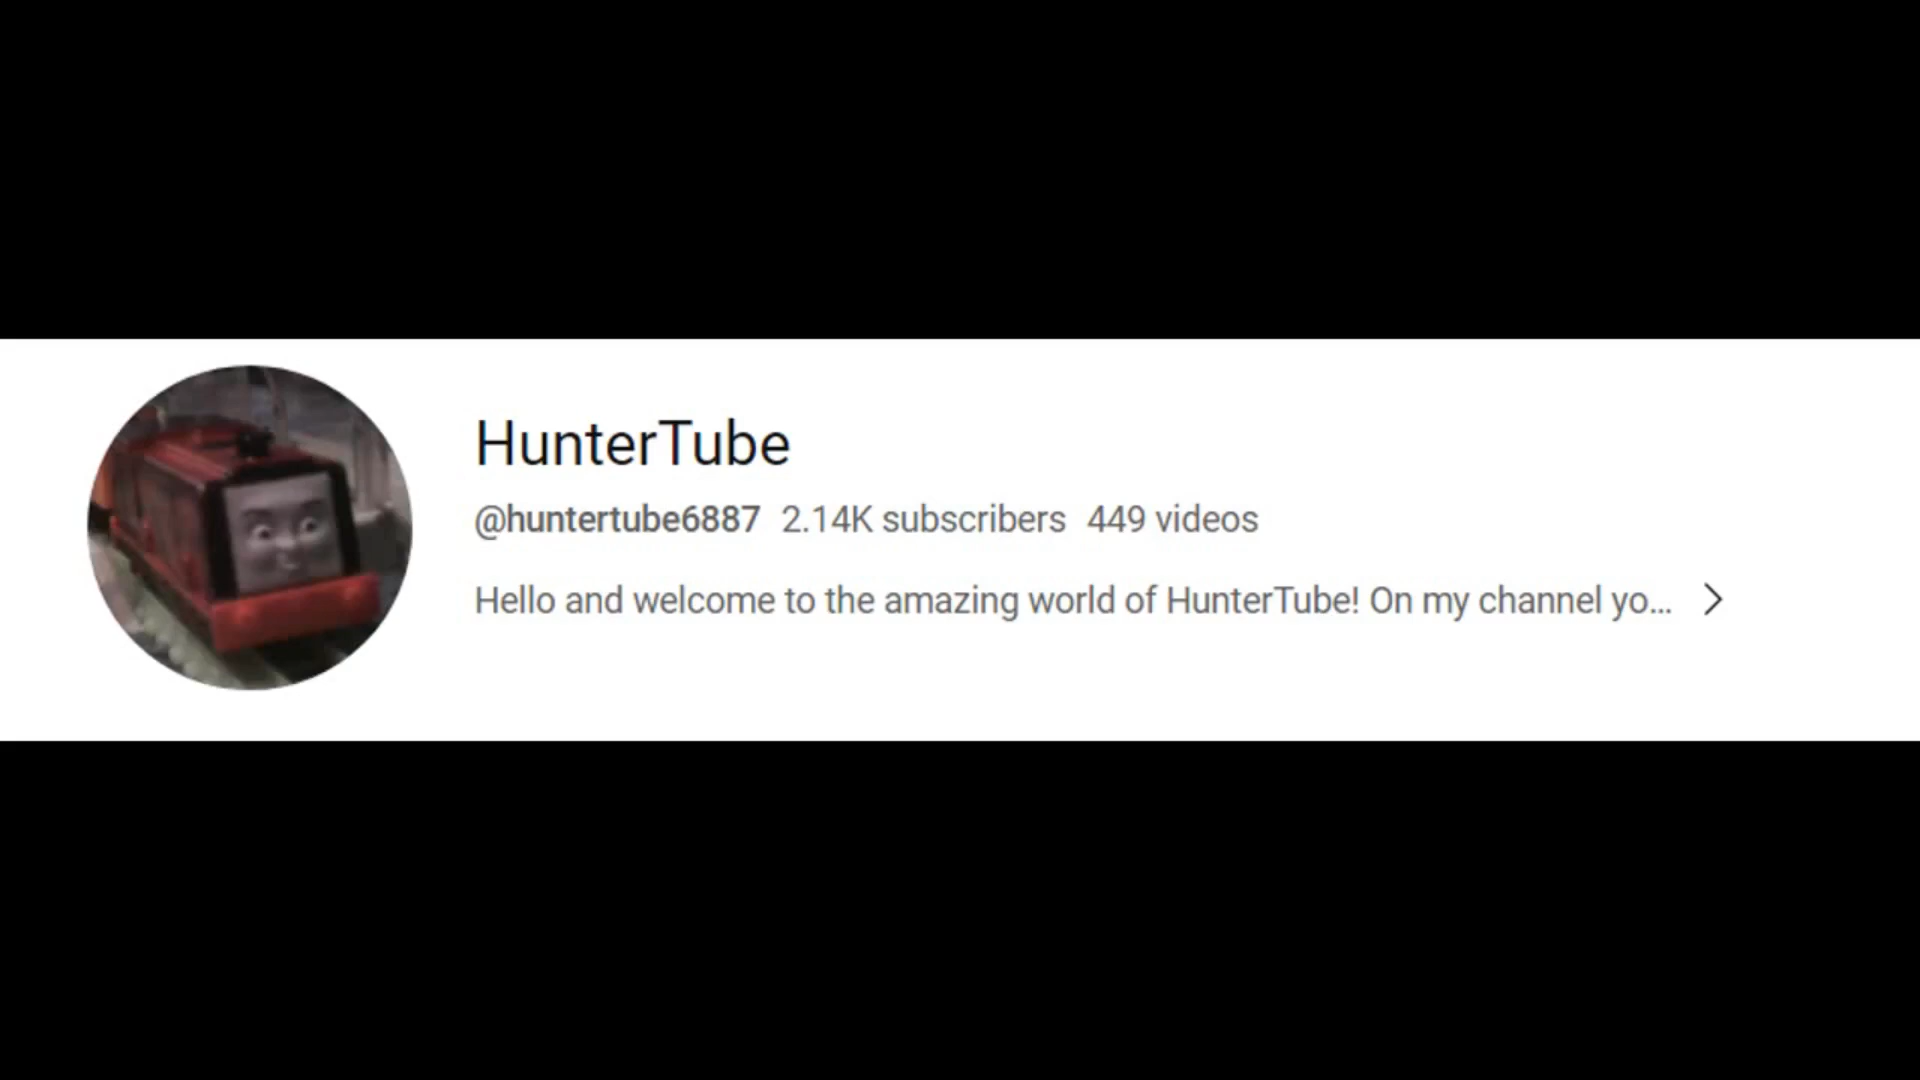 HunterTube
@huntertube6887 2.14K subscribers 449 videos
Hello and welcome to the amazing world of HunterTube! On my channel yo...